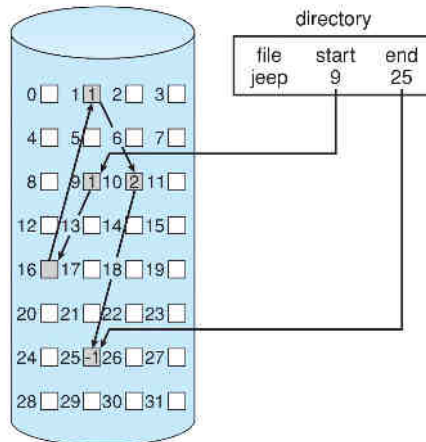 directory
file start end
jeep 9 25
0 1 1 2 3
4 5 6 7
8 9 1 10 2 11
12 13 14 15
16 17 18 19
20 21 22 23
24 25 -1 26 27
28 29 30 31